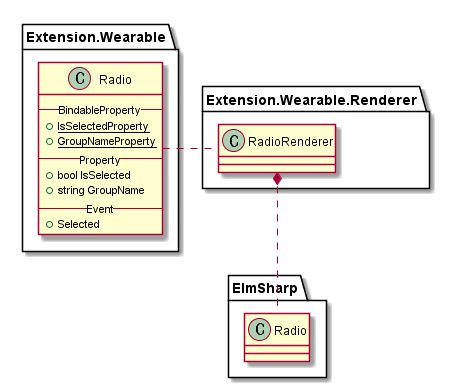 Extension.Wearable
C Radio
BindableProperty
IsSelectedProperty
GroupNameProperty
Property
bool IsSelected
string GroupName
Event
Selected
Extension.Wearable.Renderer
C RadioRenderer
ElmSharp
C Radio